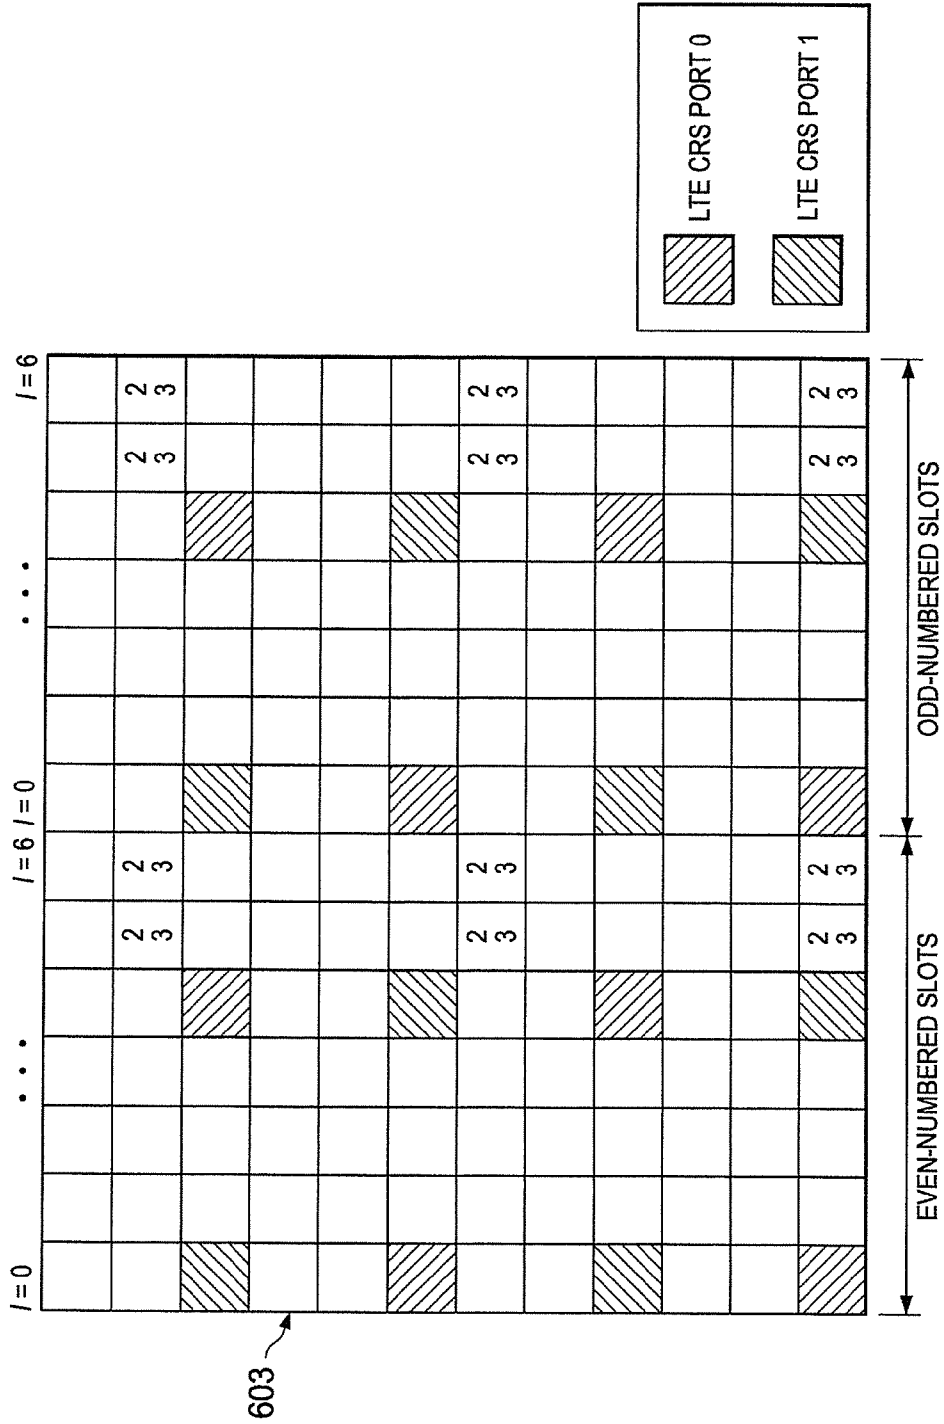 l = 0 • • • l = 6 l = 0 • • • l = 6
2 2 2 2
3 3 3 3
603
2 2 2 2
3 3 3 3
2 2 2 2
3 3 3 3
EVEN-NUMBERED SLOTS
ODD-NUMBERED SLOTS
LTE CRS PORT 0
LTE CRS PORT 1